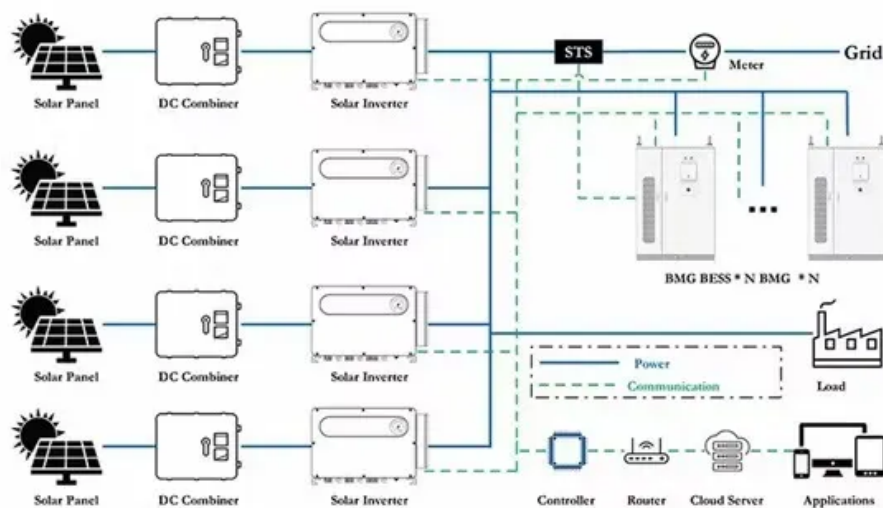 STS
Meter
Grid
Solar Panel
DC Combiner
Solar Inverter
Solar Panel
DC Combiner
Solar Inverter
BMG BESS * N BMG * N
Solar Panel
DC Combiner
Solar Inverter
Power
Communication
Load
Solar Panel
DC Combiner
Solar Inverter
Controller
Router
Cloud Server
Applications